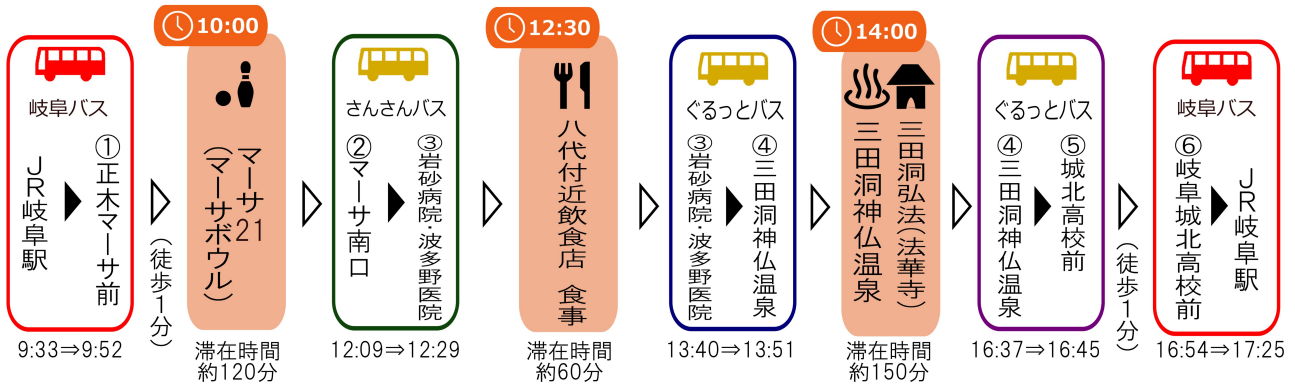 岐阜バス
JR岐阜駅
①正木マーサ前
9:33⇒9:52
(徒歩1分)
10:00
マーサ21
(マーサボウル)
滞在時間
約120分
さんさんバス
②マーサ南口
③岩砂病院・波多野医院
12:09⇒12:29
12:30
八代付近飲食店 食事
滞在時間
約60分
ぐるっとバス
③岩砂病院・波多野医院
④三田洞神仏温泉
13:40⇒13:51
14:00
三田洞弘法(法華寺)
三田洞神仏温泉
滞在時間
約150分
ぐるっとバス
④三田洞神仏温泉
⑤城北高校前
16:37⇒16:45
(徒歩1分)
岐阜バス
⑥岐阜城北高校前
JR岐阜駅
16:54⇒17:25